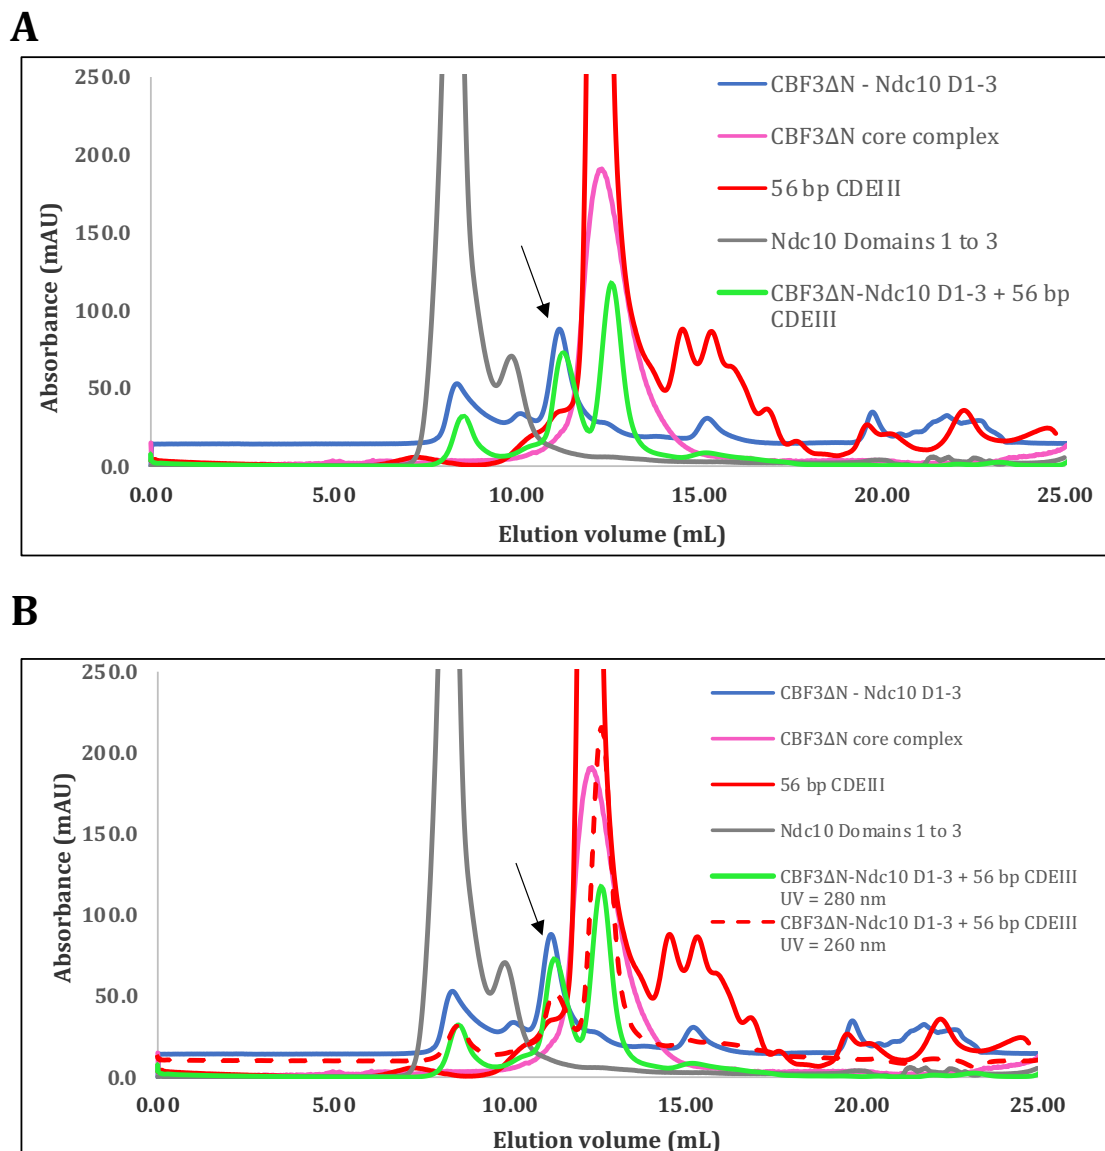 A
250.0
200.0
150.0
100.0
50.0
0.0
Absorbance (mAU)
0.00
5.00
10.00
15.00
20.00
25.00
Elution volume (mL)
CBF3ΔN - Ndc10 D1-3
CBF3ΔN core complex
56 bp CDEIII
Ndc10 Domains 1 to 3
CBF3ΔN-Ndc10 D1-3 + 56 bp
CDEIII
B
250.0
200.0
150.0
100.0
50.0
0.0
Absorbance (mAU)
0.00
5.00
10.00
15.00
20.00
25.00
Elution volume (mL)
CBF3ΔN - Ndc10 D1-3
CBF3ΔN core complex
56 bp CDEIII
Ndc10 Domains 1 to 3
CBF3ΔN-Ndc10 D1-3 + 56 bp CDEIII
UV = 280 nm
CBF3ΔN-Ndc10 D1-3 + 56 bp CDEIII
UV = 260 nm